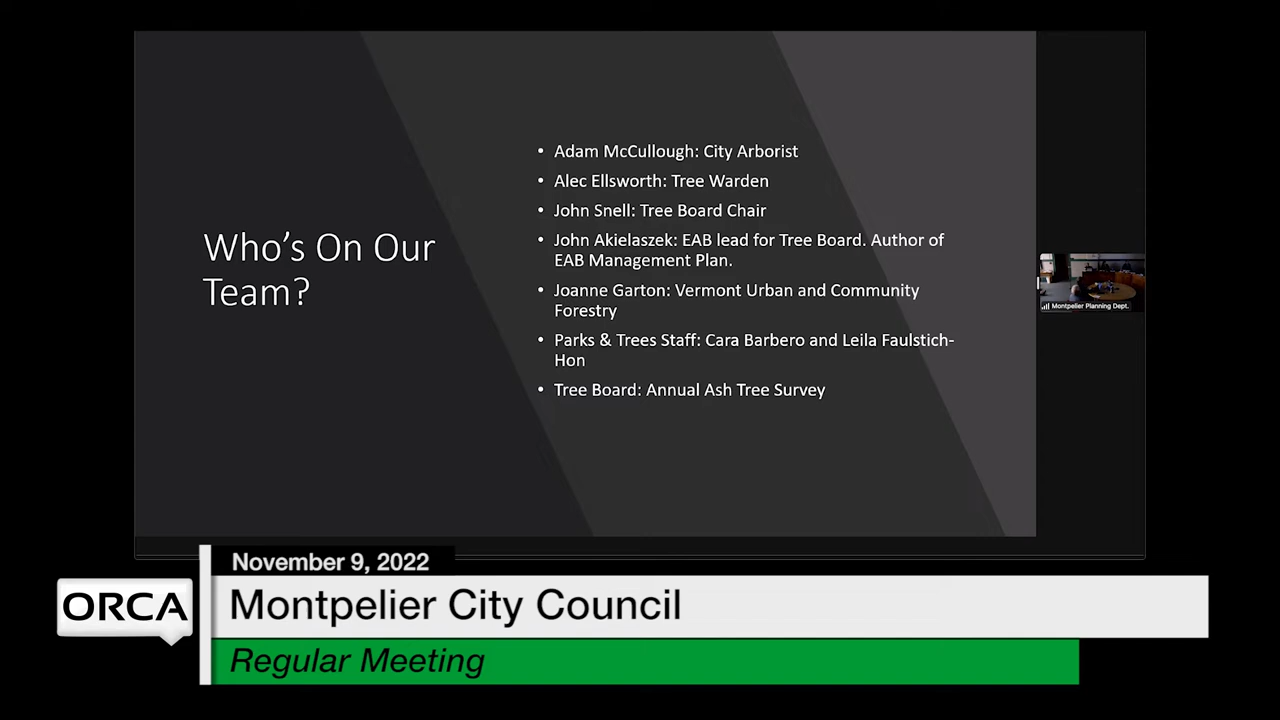 Who's On Our
Team?
• Adam McCullough: City Arborist
• Alec Ellsworth: Tree Warden
• John Snell: Tree Board Chair
• John Akielaszek: EAB lead for Tree Board. Author of
EAB Management Plan.
• Joanne Garton: Vermont Urban and Community
Forestry
• Parks & Trees Staff: Cara Barbero and Leila Faulstich-
Hon
• Tree Board: Annual Ash Tree Survey
Montpelier Planning Dept.
November 9, 2022
ORCA
Montpelier City Council
Regular Meeting